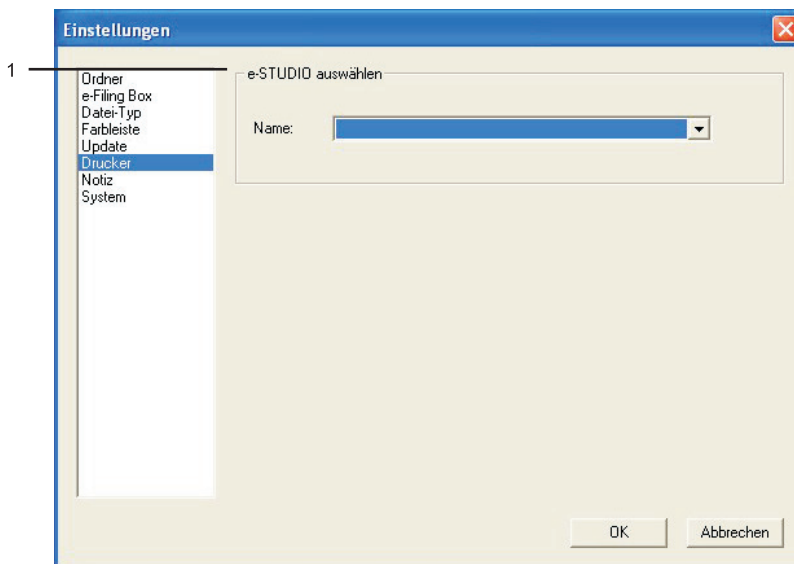 Einstellungen
1
Ordner
e-Filing Box
Datei-Typ
Farbleiste
Update
Drucker
Notiz
System
e-STUDIO auswählen
Name:
OK
Abbrechen